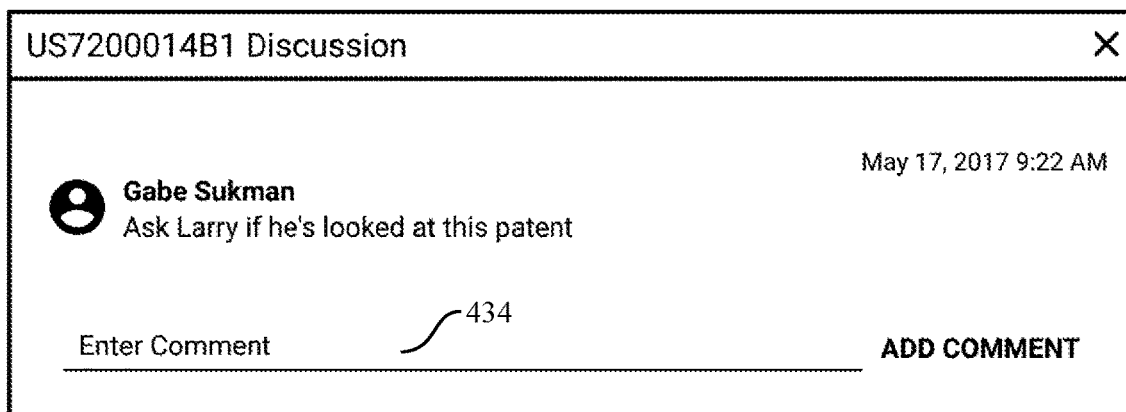 US7200014B1 Discussion
May 17, 2017 9:22 AM
Gabe Sukman
Ask Larry if he's looked at this patent
434
Enter Comment
ADD COMMENT